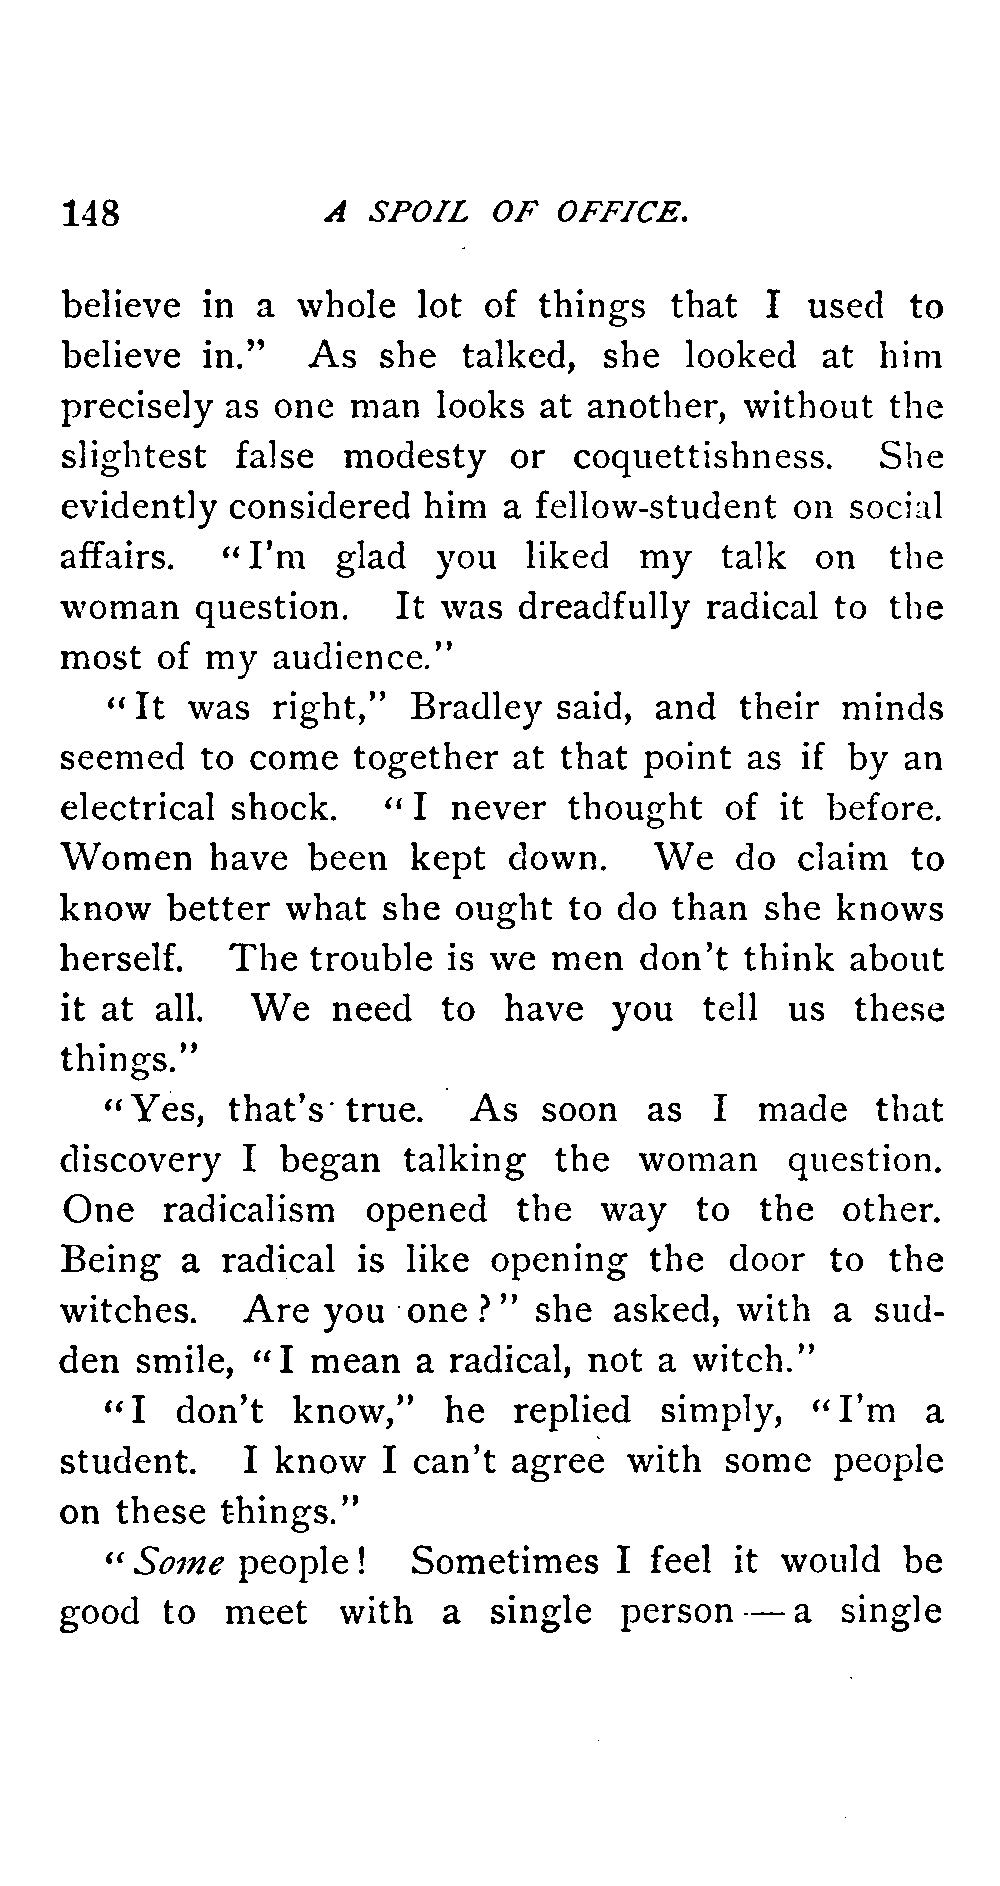 148 A SPOIL OF OFFICE.
believe in a whole lot of things that I used to
believe in." As she talked, she looked at him
precisely as one man looks at another, without the
slightest false modesty or coquettishness. She
evidently considered him a fellow-student on social
affairs. "I'm glad you liked my talk on the
woman question. It was dreadfully radical to the
most of my audience."
"It was right," Bradley said, and their minds
seemed to come together at that point as if by an
electrical shock. "I never thought of it before.
Women have been kept down. We do claim to
know better what she ought to do than she knows
herself. The trouble is we men don't think about
it at all. We need to have you tell us these
things."
"Yes, that's true. As soon as I made that
discovery I began talking the woman question.
One radicalism opened the way to the other.
Being a radical is like opening the door to the
witches. Are you one?" she asked, with a sud-
den smile, "I mean a radical, not a witch."
"I don't know," he replied simply, "I'm a
student. I know I can't agree with some people
on these things."
"Some people! Sometimes I feel it would be
good to meet with a single person — a single